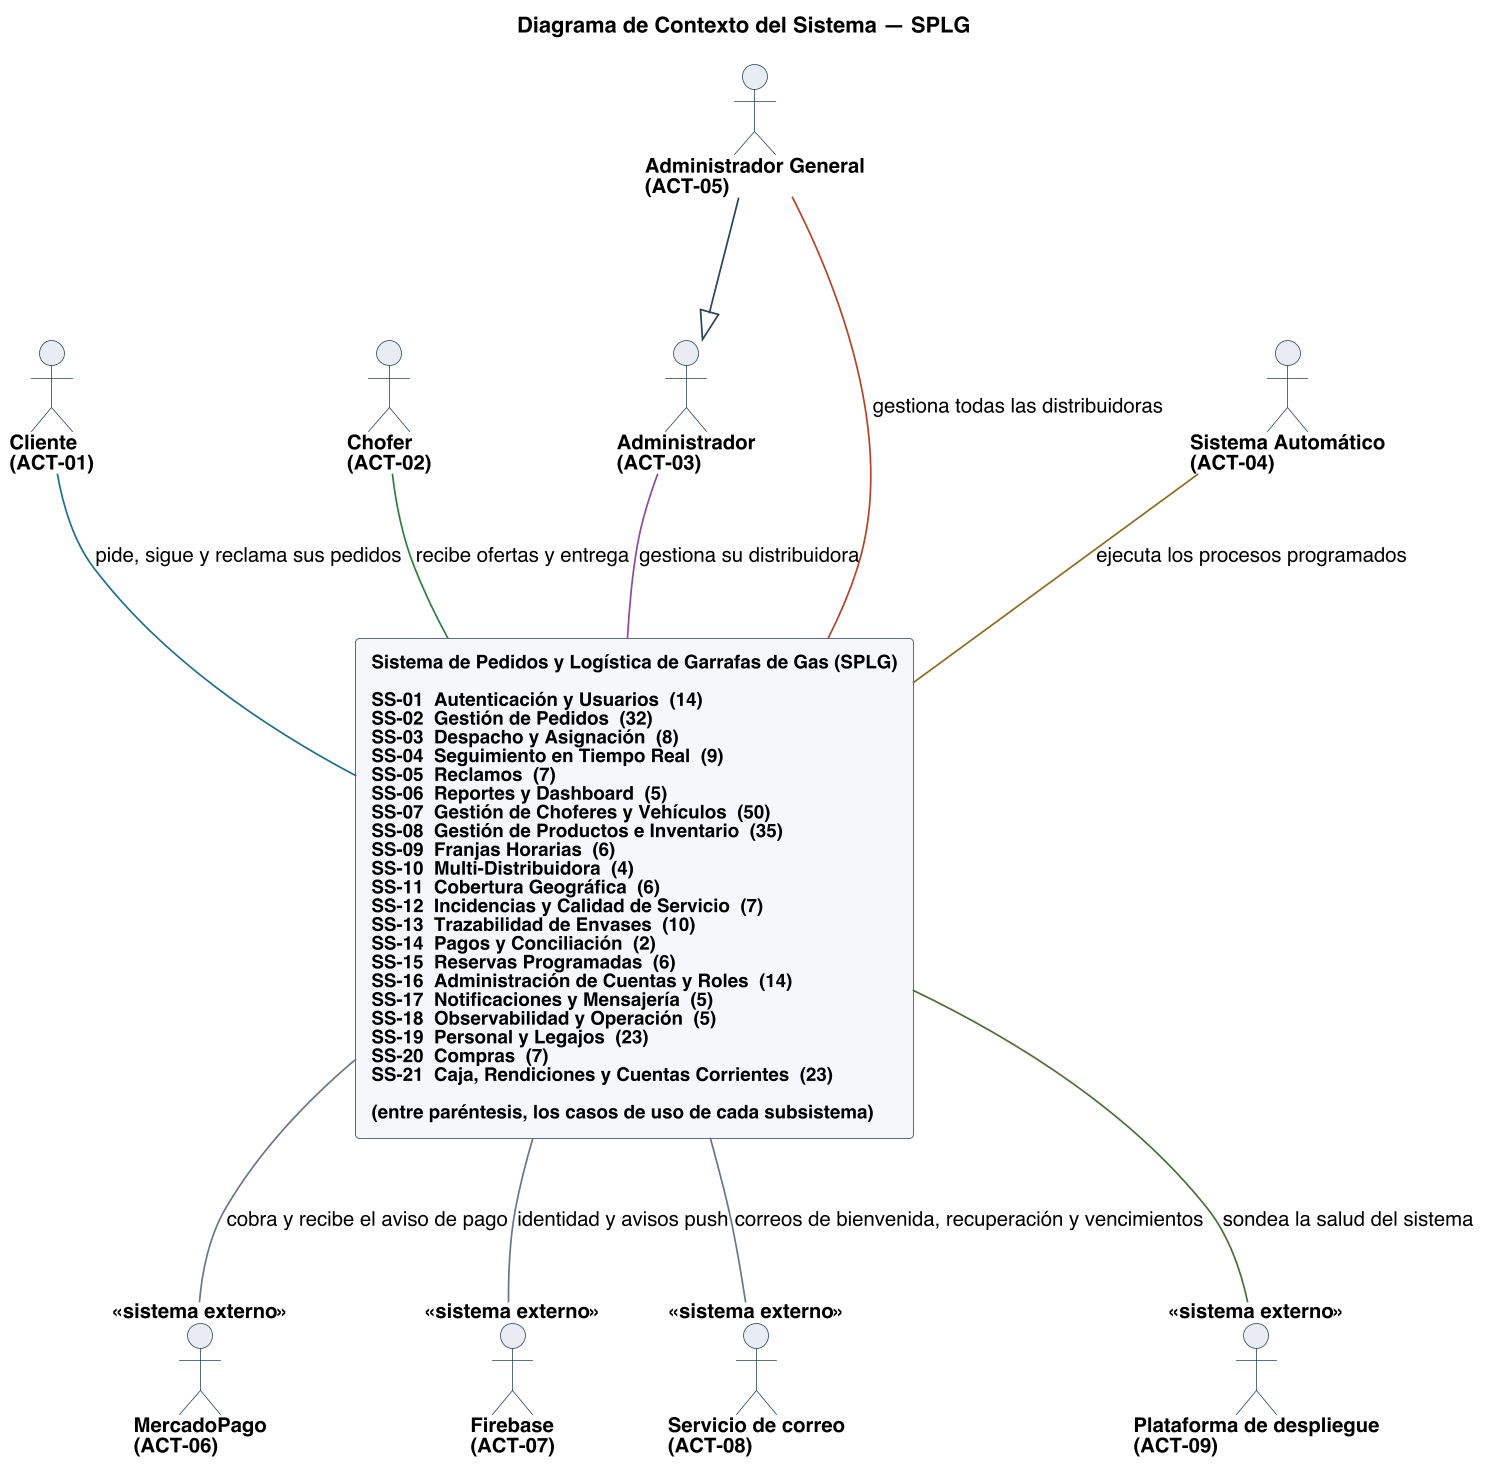 Diagrama de Contexto del Sistema — SPLG
Administrador General
(ACT-05)
gestiona todas las distribuidoras
Cliente
(ACT-01)
Chofer
(ACT-02)
Administrador
(ACT-03)
Sistema Automático
(ACT-04)
pide, sigue y reclama sus pedidos
recibe ofertas y entrega
gestiona su distribuidora
ejecuta los procesos programados
Sistema de Pedidos y Logística de Garrafas de Gas (SPLG)
SS-01 Autenticación y Usuarios (14)
SS-02 Gestión de Pedidos (32)
SS-03 Despacho y Asignación (8)
SS-04 Seguimiento en Tiempo Real (9)
SS-05 Reclamos (7)
SS-06 Reportes y Dashboard (5)
SS-07 Gestión de Choferes y Vehículos (50)
SS-08 Gestión de Productos e Inventario (35)
SS-09 Franjas Horarias (6)
SS-10 Multi-Distribuidora (4)
SS-11 Cobertura Geográfica (6)
SS-12 Incidencias y Calidad de Servicio (7)
SS-13 Trazabilidad de Envases (10)
SS-14 Pagos y Conciliación (2)
SS-15 Reservas Programadas (6)
SS-16 Administración de Cuentas y Roles (14)
SS-17 Notificaciones y Mensajería (5)
SS-18 Observabilidad y Operación (5)
SS-19 Personal y Legajos (23)
SS-20 Compras (7)
SS-21 Caja, Rendiciones y Cuentas Corrientes (23)
(entre paréntesis, los casos de uso de cada subsistema)
cobra y recibe el aviso de pago
identidad y avisos push
correos de bienvenida, recuperación y vencimientos
sondea la salud del sistema
«sistema externo»
MercadoPago
(ACT-06)
«sistema externo»
Firebase
(ACT-07)
«sistema externo»
Servicio de correo
(ACT-08)
«sistema externo»
Plataforma de despliegue
(ACT-09)